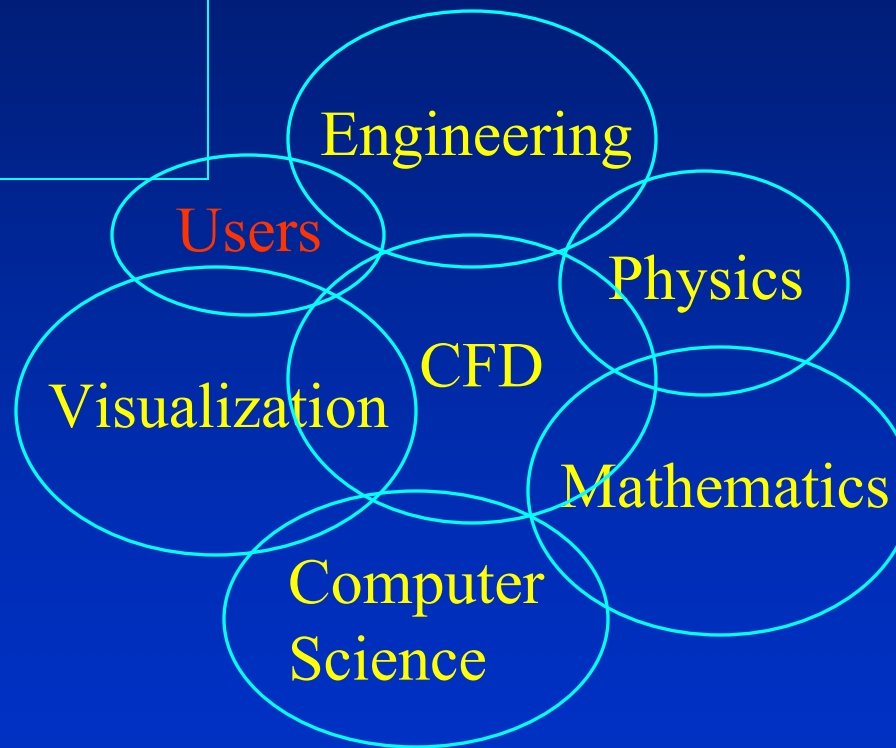 Engineering
Users
Physics
CFD
Visualization
Mathematics
Computer
Science